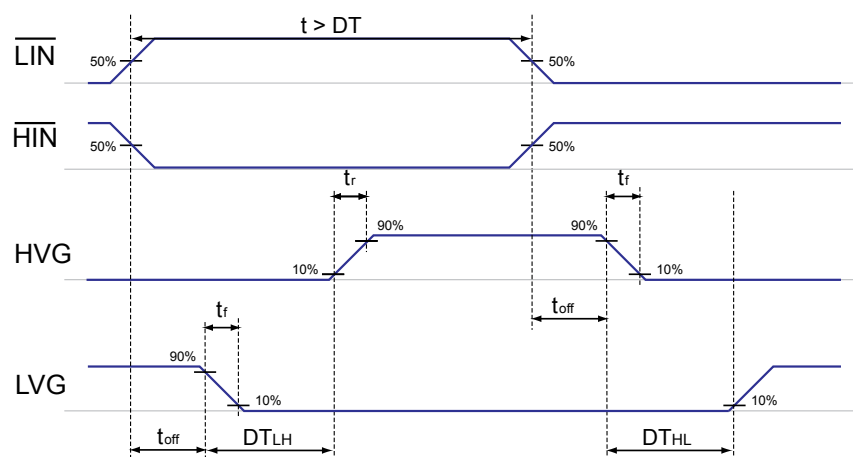 t > DT
LIN
50%
50%
HIN
50%
50%
tr
tf
HVG
90%
90%
10%
10%
tf
toff
LVG
90%
10%
10%
toff
DTLH
DTHL